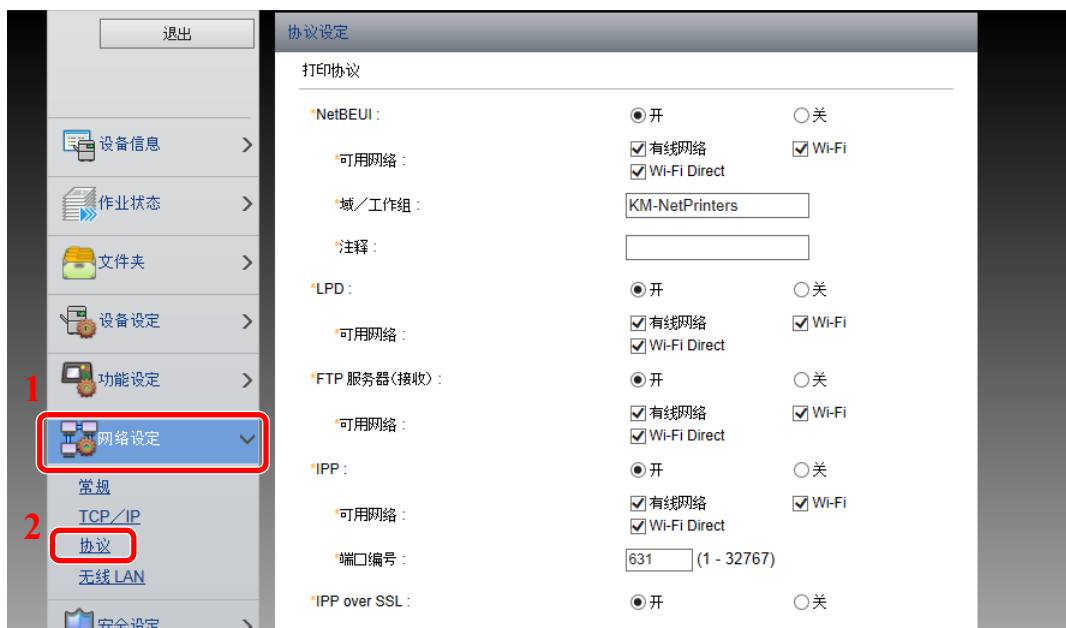 退出
设备信息
作业状态
文件夹
设备设定
功能设定
1
网络设定
常规
TCP／IP
2
协议
无线 LAN
安全设定
协议设定
打印协议
*NetBEUI :
开 关
*可用网络 :
有线网络 Wi-Fi
Wi-Fi Direct
*域／工作组 :
KM-NetPrinters
*注释 :
*LPD :
开 关
*可用网络 :
有线网络 Wi-Fi
Wi-Fi Direct
*FTP 服务器(接收) :
开 关
*可用网络 :
有线网络 Wi-Fi
Wi-Fi Direct
*IPP :
开 关
*可用网络 :
有线网络 Wi-Fi
Wi-Fi Direct
*端口编号 :
631 (1 - 32767)
*IPP over SSL :
开 关